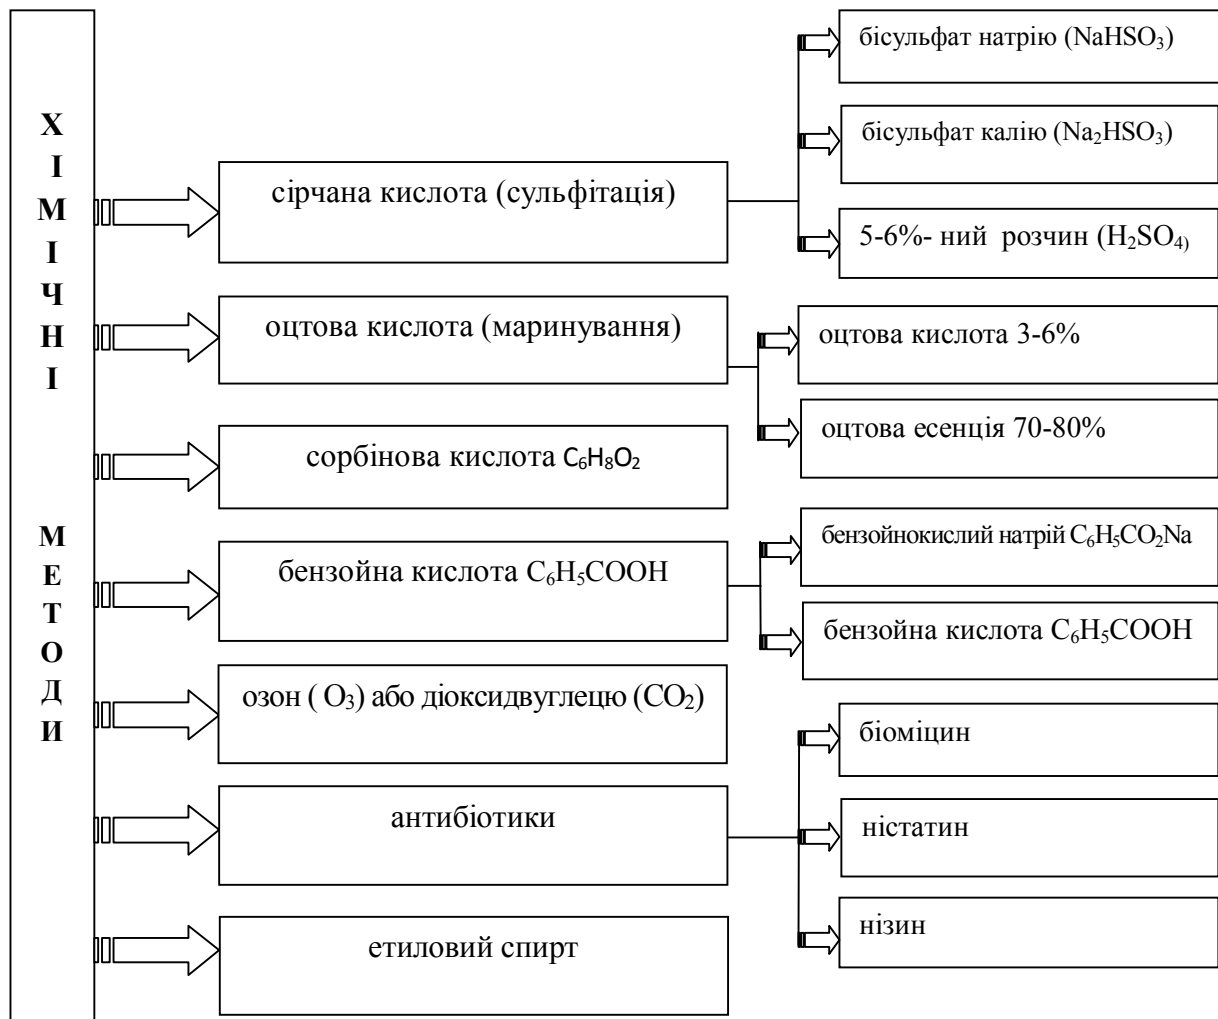 ХІМІЧНІ МЕТОДИ
сірчана кислота (сульфітація)
бісульфат натрію (NaHSO₃)
бісульфат калію (Na₂HSO₃)
5-6%- ний розчин (H₂SO₄)
оцтова кислота (маринування)
оцтова кислота 3-6%
оцтова есенція 70-80%
сорбінова кислота C₆H₈O₂
бензойна кислота C₆H₅COOH
бензойнокислий натрій C₆H₅CO₂Na
бензойна кислота C₆H₅COOH
озон ( O₃) або діоксидвуглецю (CO₂)
антибіотики
біоміцин
ністатин
нізин
етиловий спирт